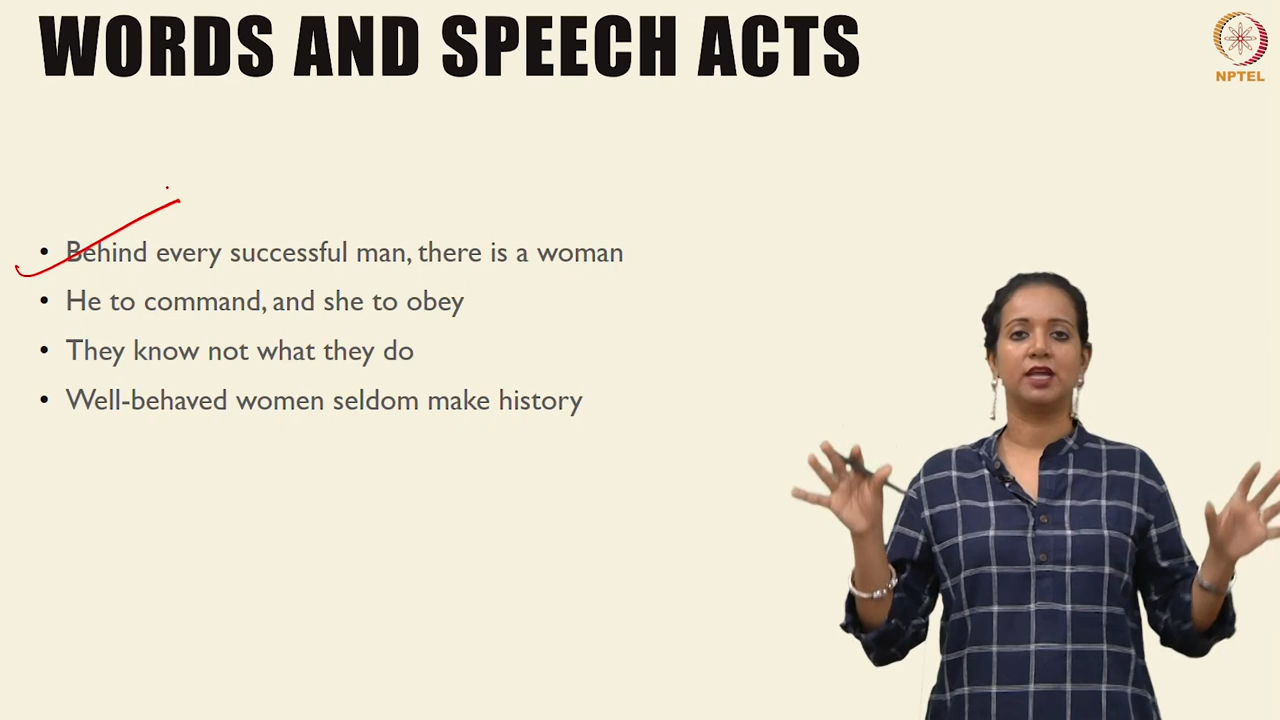 WORDS AND SPEECH ACTS
NPTEL
• Behind every successful man, there is a woman
• He to command, and she to obey
• They know not what they do
• Well-behaved women seldom make history